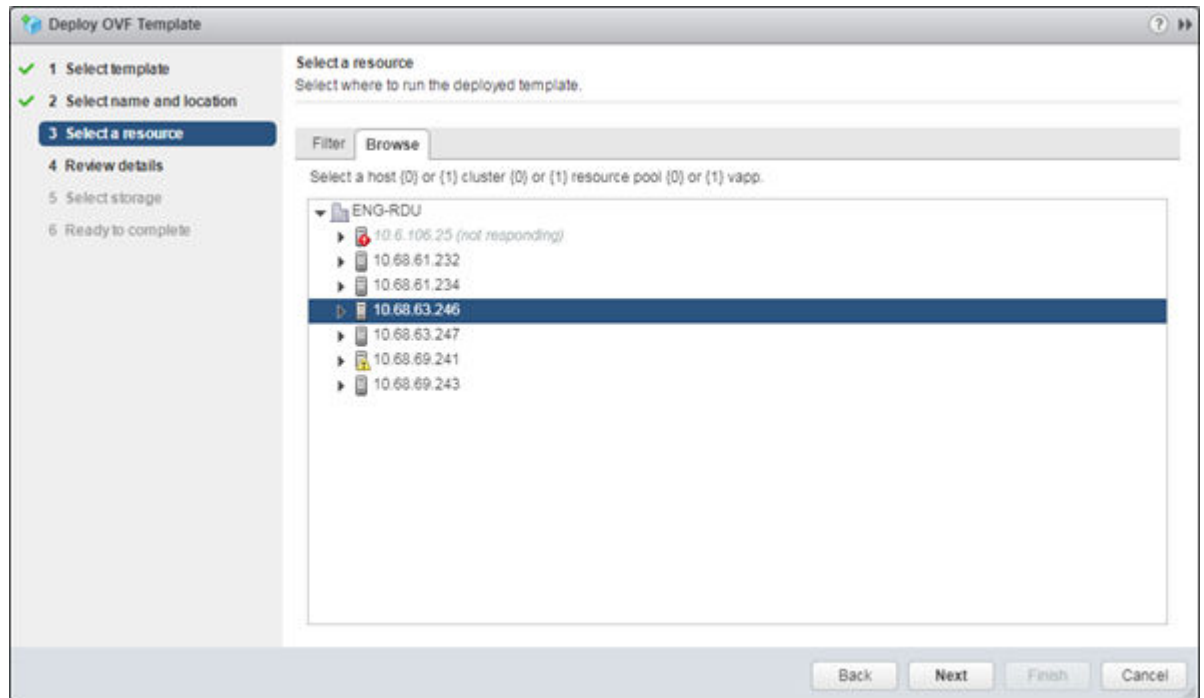 Deploy OVF Template
1 Select template
2 Select name and location
3 Select a resource
4 Review details
5 Select storage
6 Ready to complete
Select a resource
Select where to run the deployed template.
Filter Browse
Select a host {0} or {1} cluster {0} or {1} resource pool {0} or {1} vapp.
ENG-RDU
10.6.106.25 (not responding)
10.68.61.232
10.68.61.234
10.68.63.246
10.68.63.247
10.68.69.241
10.68.69.243
Back Next Finish Cancel